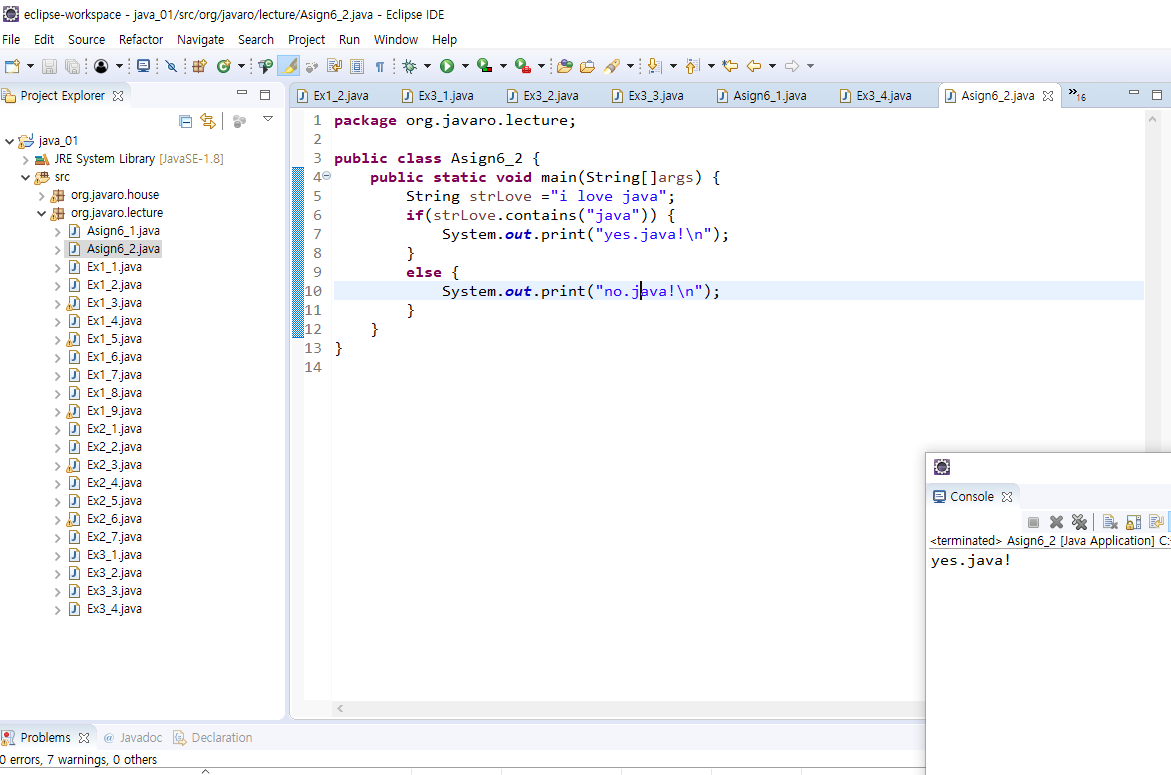 eclipse-workspace - java_01/src/org/javaro/lecture/Asign6_2.java - Eclipse IDE
File Edit Source Refactor Navigate Search Project Run Window Help
Project Explorer
Ex1_2.java Ex3_1.java Ex3_2.java Ex3_3.java Asign6_1.java Ex3_4.java Asign6_2.java »16
java_01
JRE System Library [JavaSE-1.8]
src
org.javaro.house
org.javaro.lecture
Asign6_1.java
Asign6_2.java
Ex1_1.java
Ex1_2.java
Ex1_3.java
Ex1_4.java
Ex1_5.java
Ex1_6.java
Ex1_7.java
Ex1_8.java
Ex1_9.java
Ex2_1.java
Ex2_2.java
Ex2_3.java
Ex2_4.java
Ex2_5.java
Ex2_6.java
Ex2_7.java
Ex3_1.java
Ex3_2.java
Ex3_3.java
Ex3_4.java
1 package org.javaro.lecture;
2
3 public class Asign6_2 {
4 public static void main(String[]args) {
5 String strLove ="i love java";
6 if(strLove.contains("java")) {
7 System.out.print("yes.java!\n");
8 }
9 else {
10 System.out.print("no.java!\n");
11 }
12 }
13 }
14
Console
<terminated> Asign6_2 [Java Application] C:
yes.java!
Problems @ Javadoc Declaration
0 errors, 7 warnings, 0 others